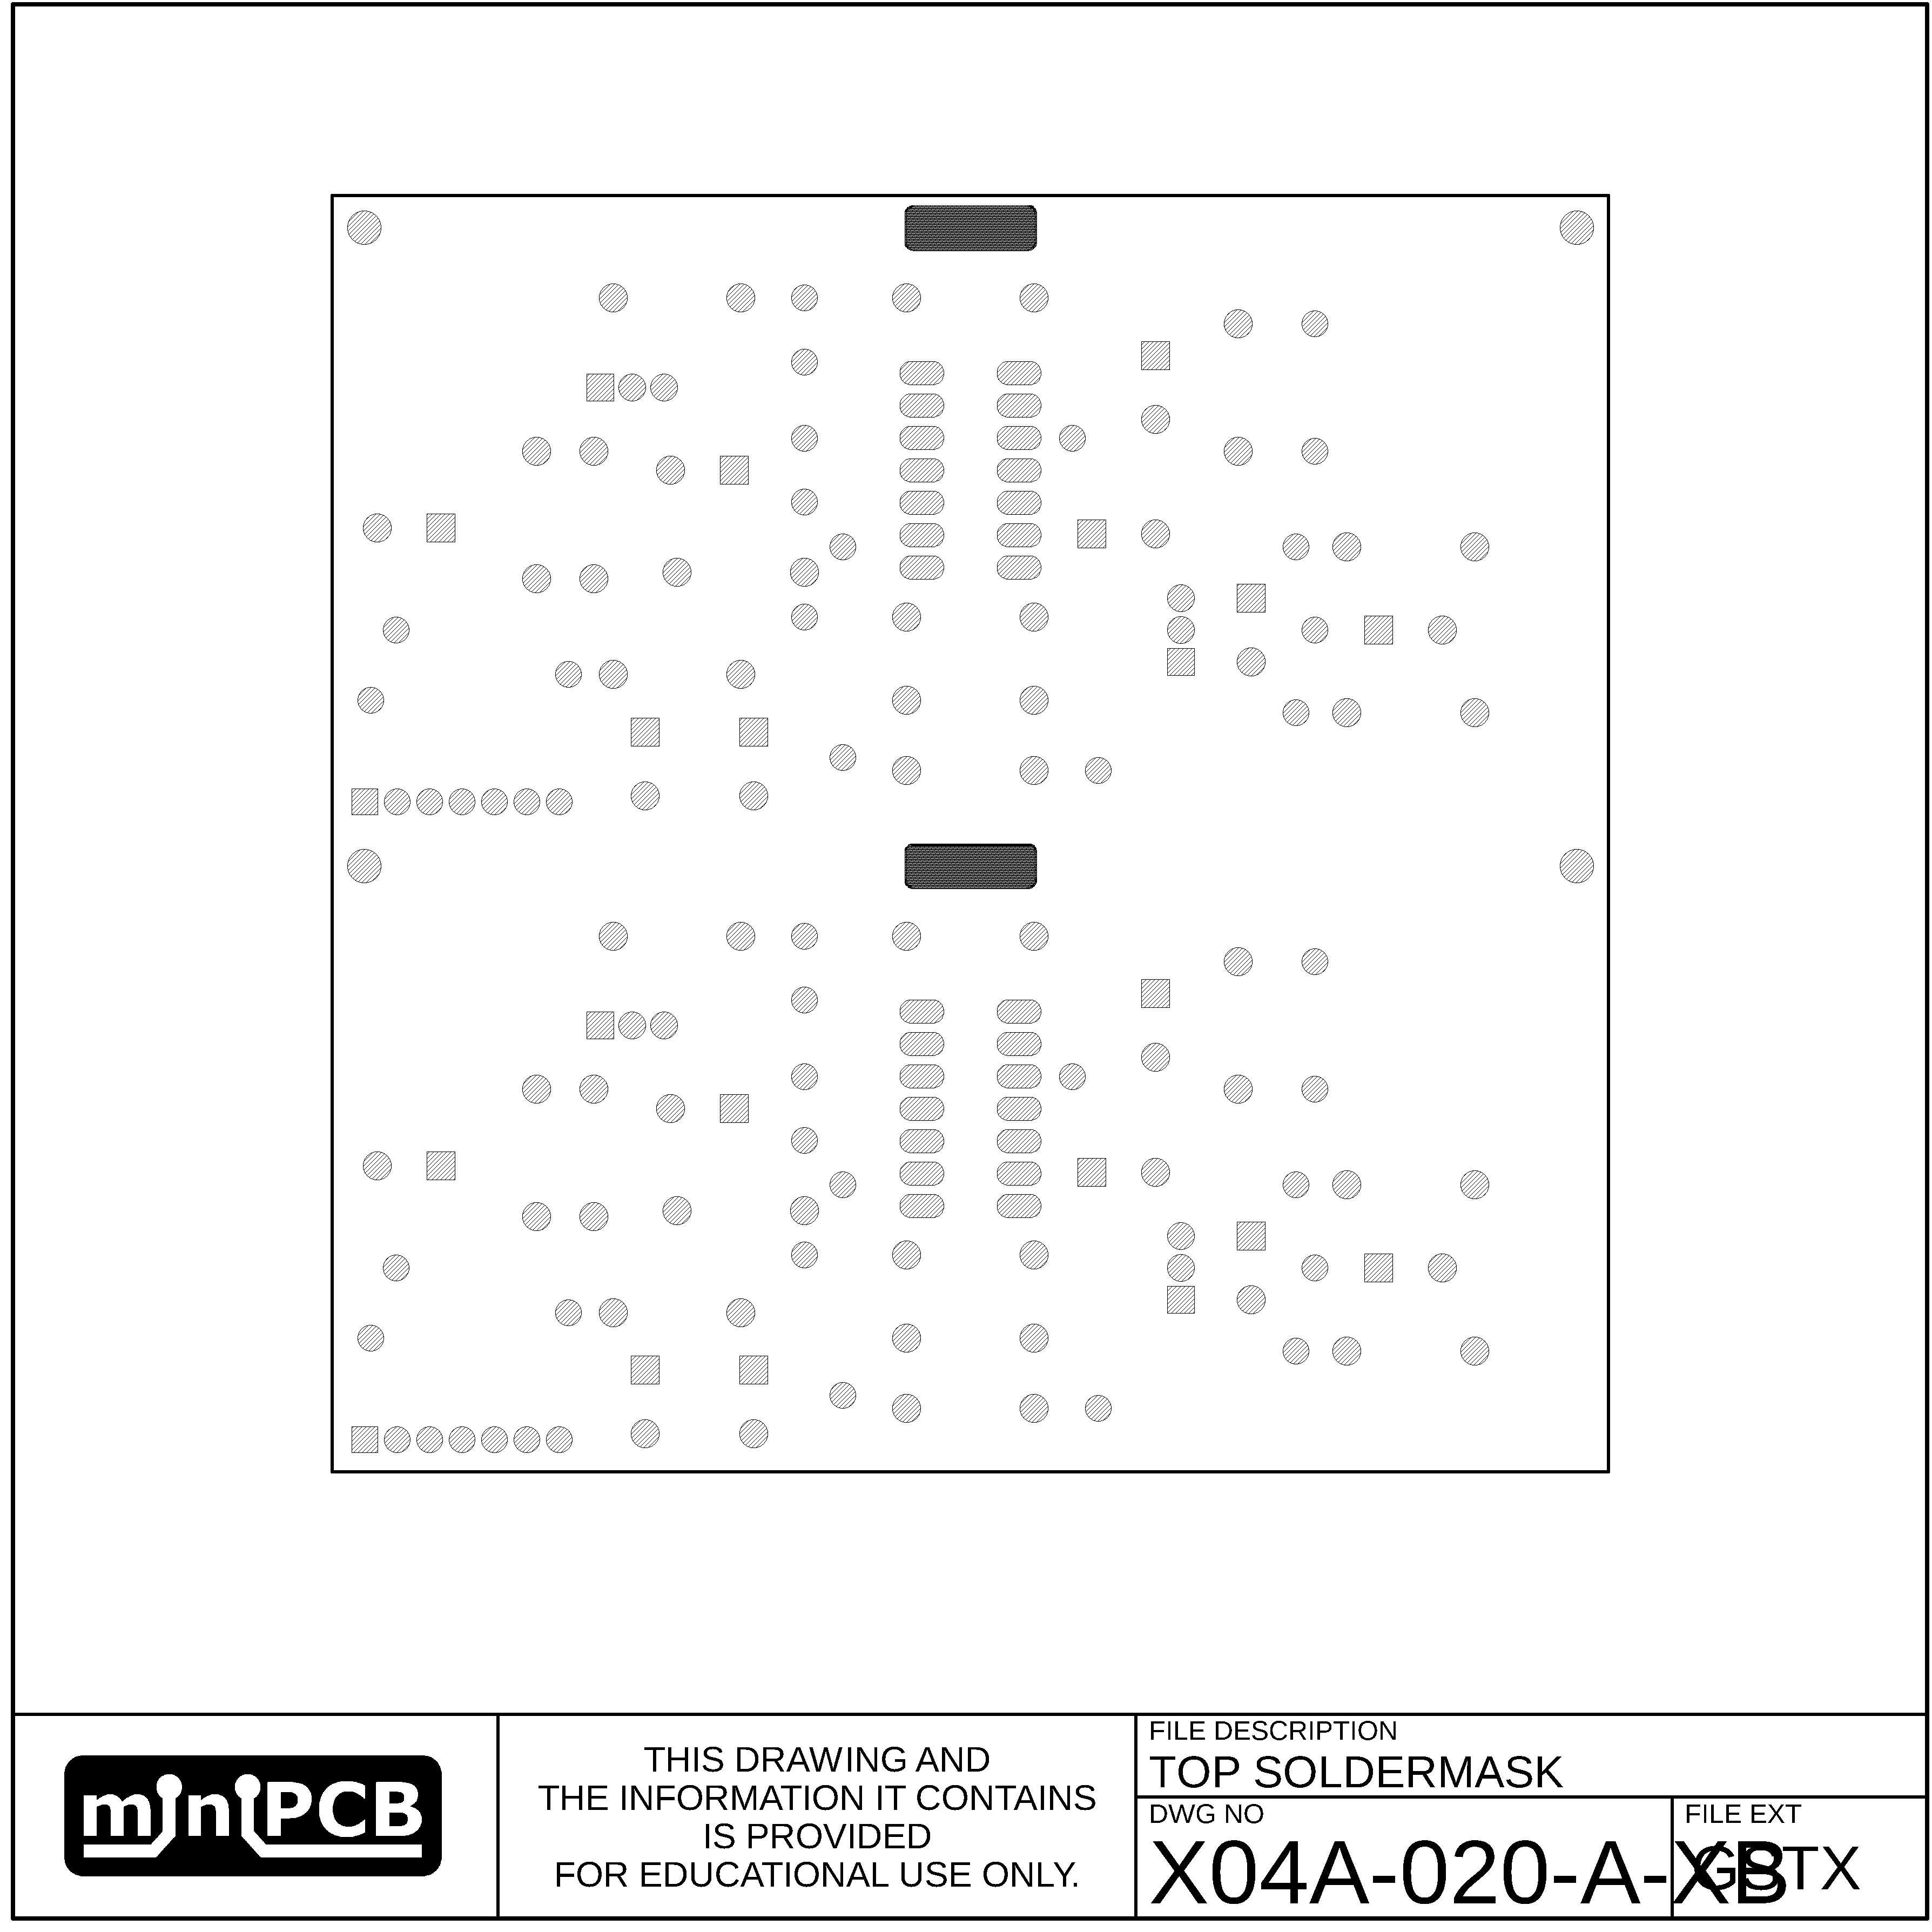 miniPCB
THIS DRAWING AND
THE INFORMATION IT CONTAINS
IS PROVIDED
FOR EDUCATIONAL USE ONLY.
FILE DESCRIPTION
TOP SOLDERMASK
DWG NO
X04A-020-A-XB
FILE EXT
GSTX